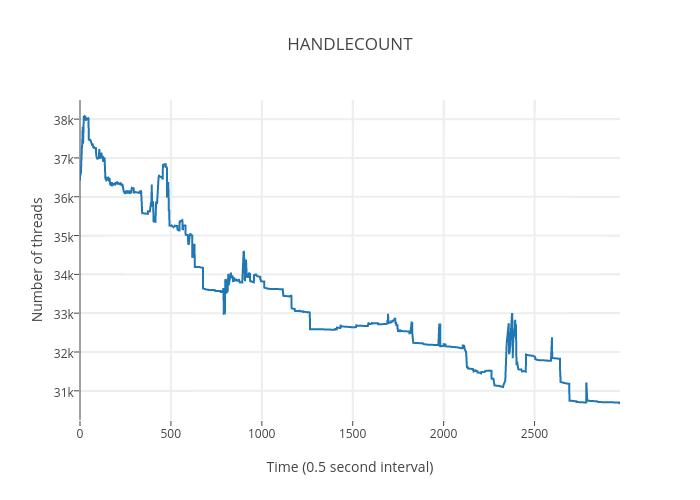 HANDLECOUNT
38k
37k
36k
35k
34k
33k
32k
31k
Number of threads
0 500 1000 1500 2000 2500
Time (0.5 second interval)